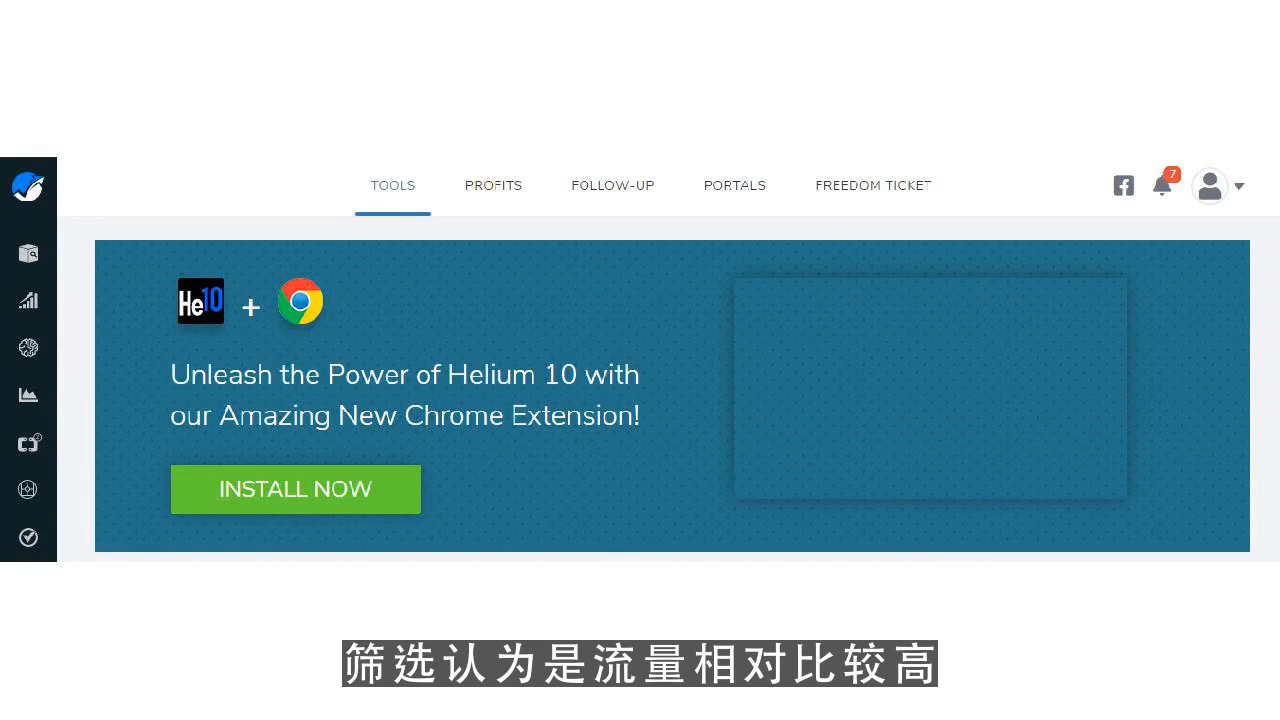 TOOLS PROFITS FOLLOW-UP PORTALS FREEDOM TICKET
7
He10 +
Unleash the Power of Helium 10 with
our Amazing New Chrome Extension!
INSTALL NOW
2
筛选认为是流量相对比较高